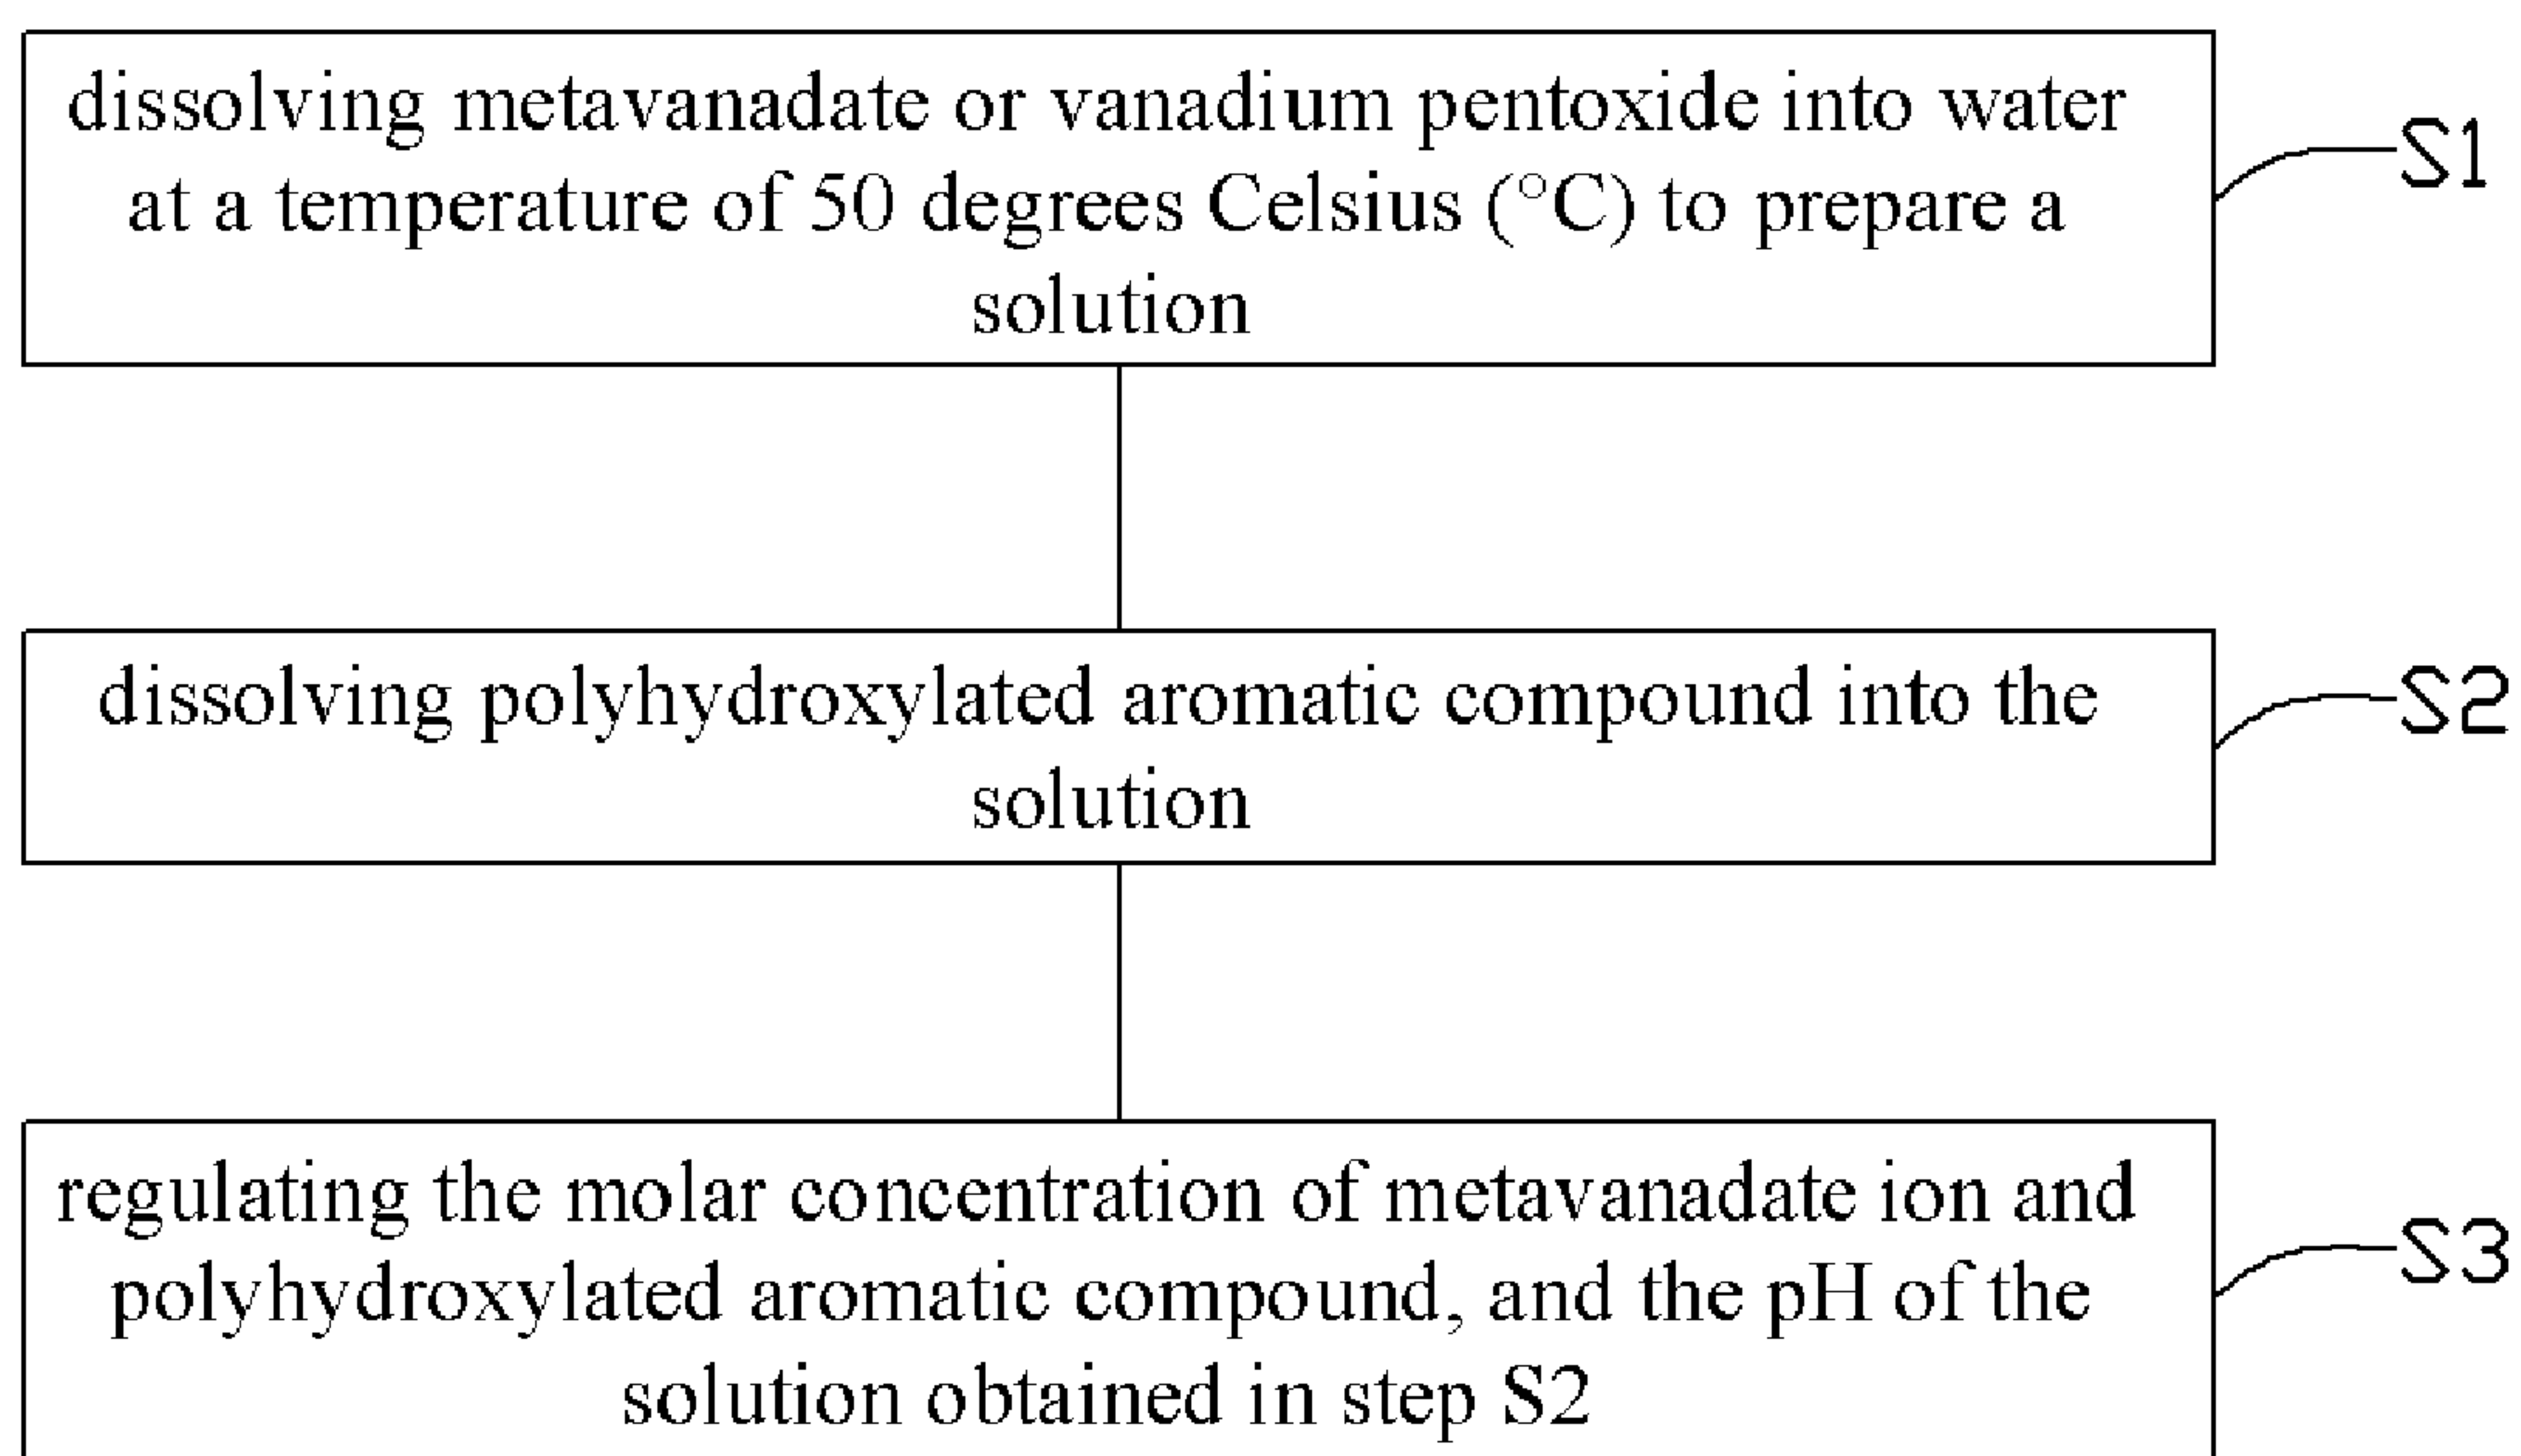 dissolving metavanadate or vanadium pentoxide into water
at a temperature of 50 degrees Celsius (°C) to prepare a
solution
S1
dissolving polyhydroxylated aromatic compound into the
solution
S2
regulating the molar concentration of metavanadate ion and
polyhydroxylated aromatic compound, and the pH of the
solution obtained in step S2
S3